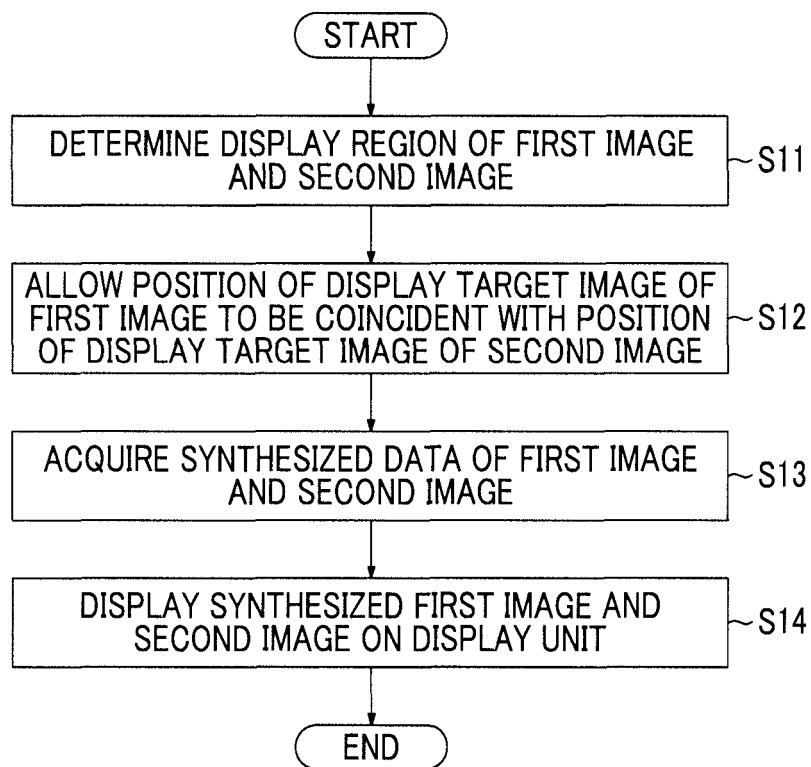 START
DETERMINE DISPLAY REGION OF FIRST IMAGE
AND SECOND IMAGE
S11
ALLOW POSITION OF DISPLAY TARGET IMAGE OF
FIRST IMAGE TO BE COINCIDENT WITH POSITION
OF DISPLAY TARGET IMAGE OF SECOND IMAGE
S12
ACQUIRE SYNTHESIZED DATA OF FIRST IMAGE
AND SECOND IMAGE
S13
DISPLAY SYNTHESIZED FIRST IMAGE AND
SECOND IMAGE ON DISPLAY UNIT
S14
END